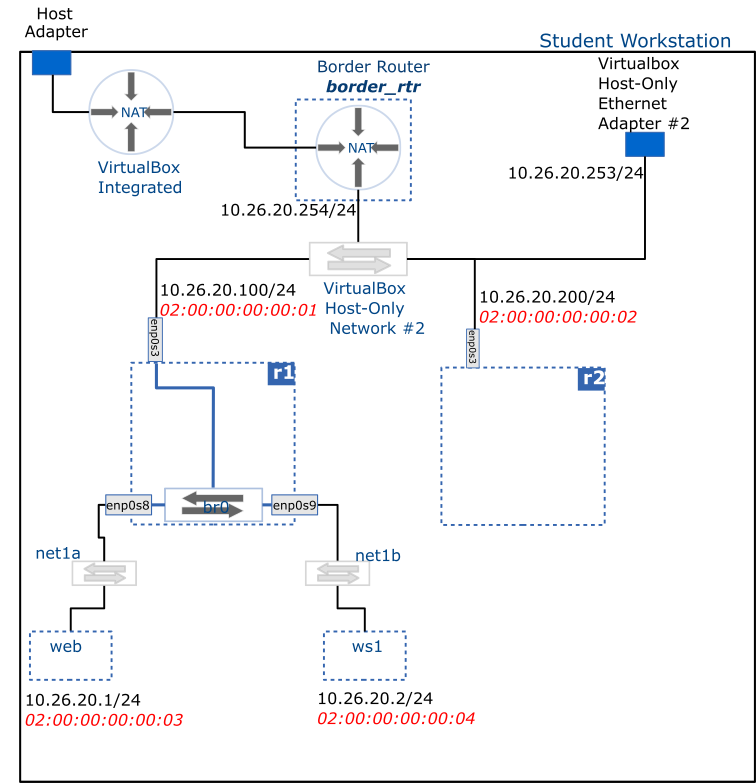 Host
Adapter
Student Workstation
Virtualbox
Host-Only
Ethernet
Adapter #2
Border Router
border_rtr
NAT
NAT
VirtualBox
Integrated
10.26.20.253/24
10.26.20.254/24
VirtualBox
Host-Only
Network #2
10.26.20.100/24
02:00:00:00:00:01
10.26.20.200/24
02:00:00:00:00:02
enp0s3
enp0s3
r1
r2
enp0s8
br0
enp0s9
net1a
net1b
web
ws1
10.26.20.1/24
02:00:00:00:00:03
10.26.20.2/24
02:00:00:00:00:04